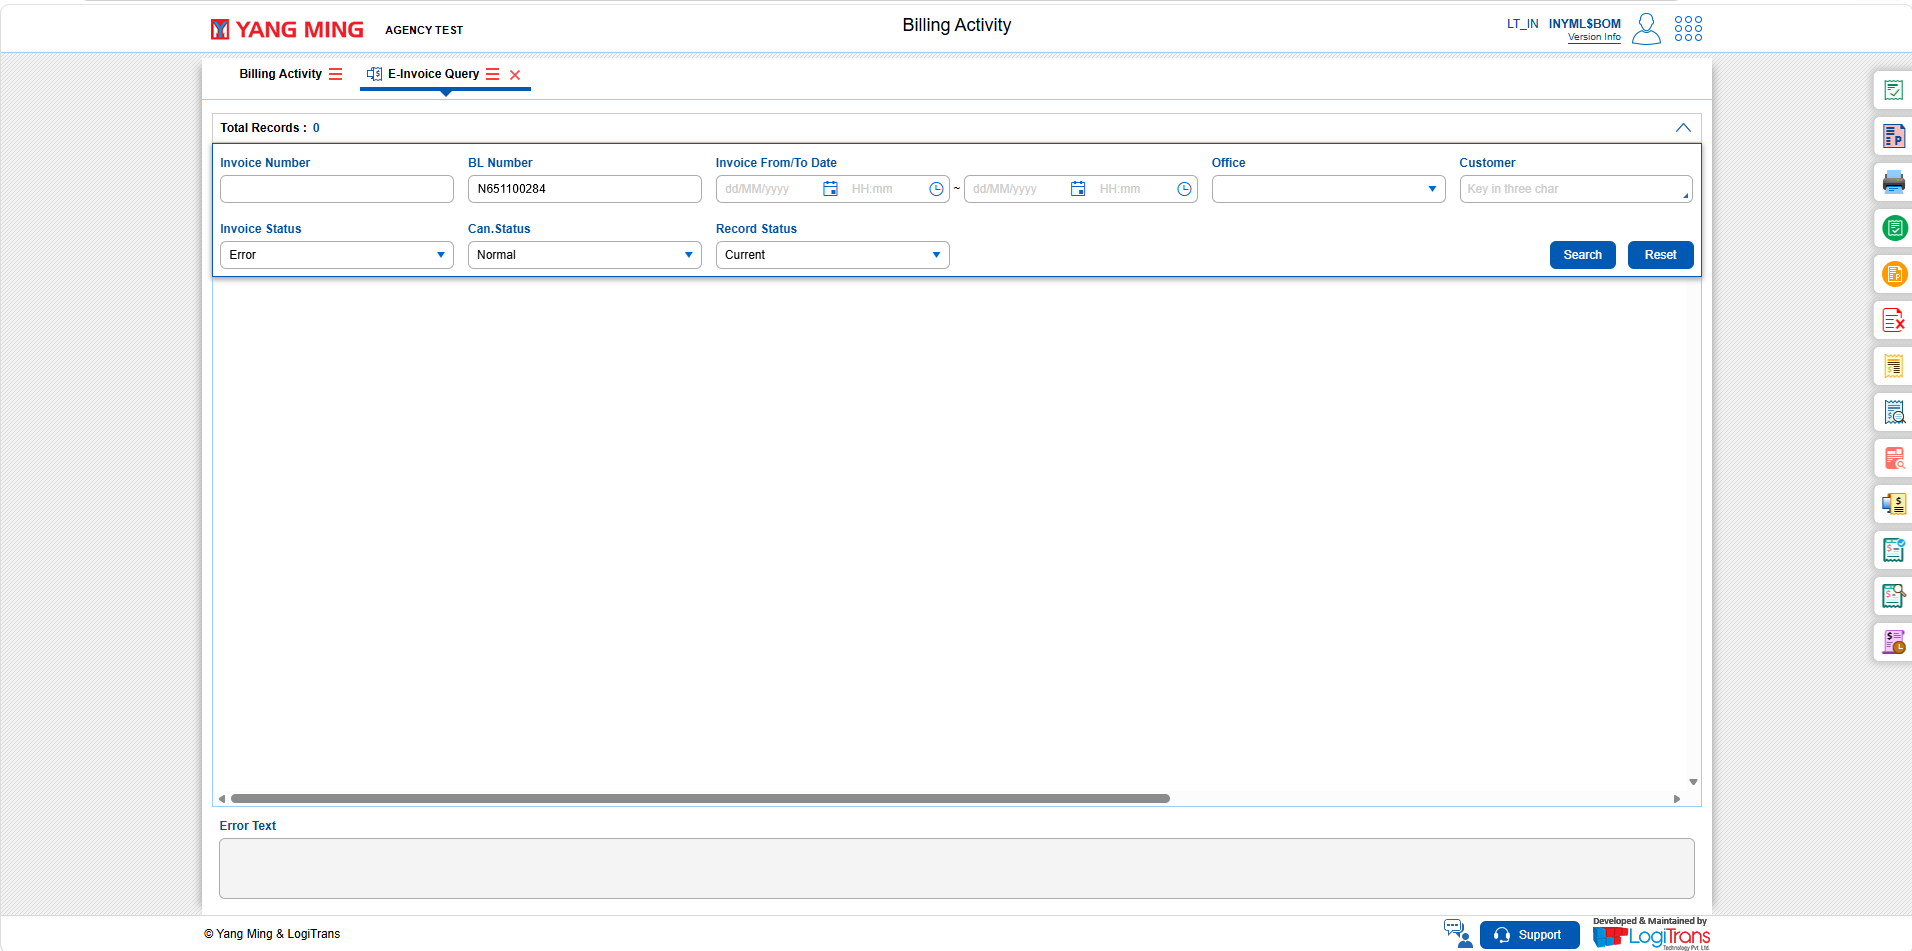 YANG MING AGENCY TEST
Billing Activity
LT_IN INYML$BOM
Version Info
Billing Activity
E-Invoice Query
Total Records : 0
Invoice Number
BL Number
Invoice From/To Date
Office
Customer
N651100284
dd/MM/yyyy HH:mm ~ dd/MM/yyyy HH:mm
Key in three char
Invoice Status
Can.Status
Record Status
Error
Normal
Current
Search
Reset
Error Text
© Yang Ming & LogiTrans
Support
Developed & Maintained by
LogiTrans
Technology Pvt. Ltd.